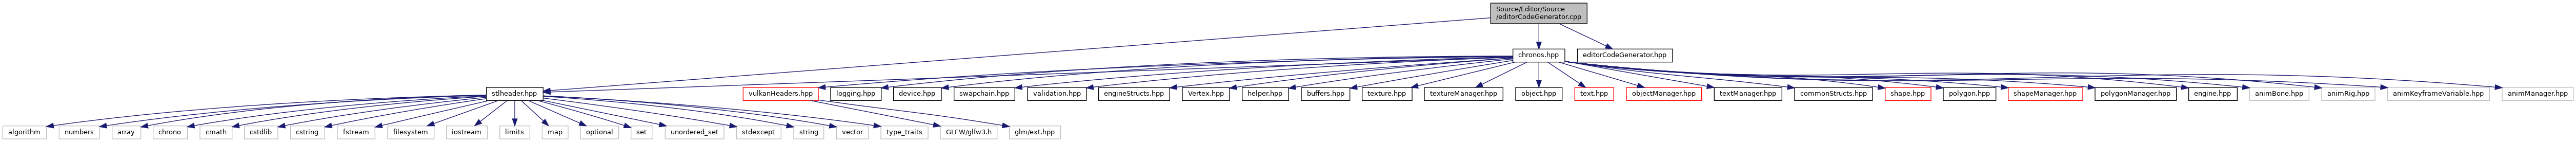 Source/Editor/Source
/editorCodeGenerator.cpp
chronos.hpp
editorCodeGenerator.hpp
stlheader.hpp
vulkanHeaders.hpp
logging.hpp
device.hpp
swapchain.hpp
validation.hpp
engineStructs.hpp
Vertex.hpp
helper.hpp
buffers.hpp
texture.hpp
textureManager.hpp
object.hpp
text.hpp
objectManager.hpp
textManager.hpp
commonStructs.hpp
shape.hpp
polygon.hpp
shapeManager.hpp
polygonManager.hpp
engine.hpp
animBone.hpp
animRig.hpp
animKeyframeVariable.hpp
animManager.hpp
algorithm
numbers
array
chrono
cmath
cstdlib
cstring
fstream
filesystem
iostream
limits
map
optional
set
unordered_set
stdexcept
string
vector
type_traits
GLFW/glfw3.h
glm/ext.hpp